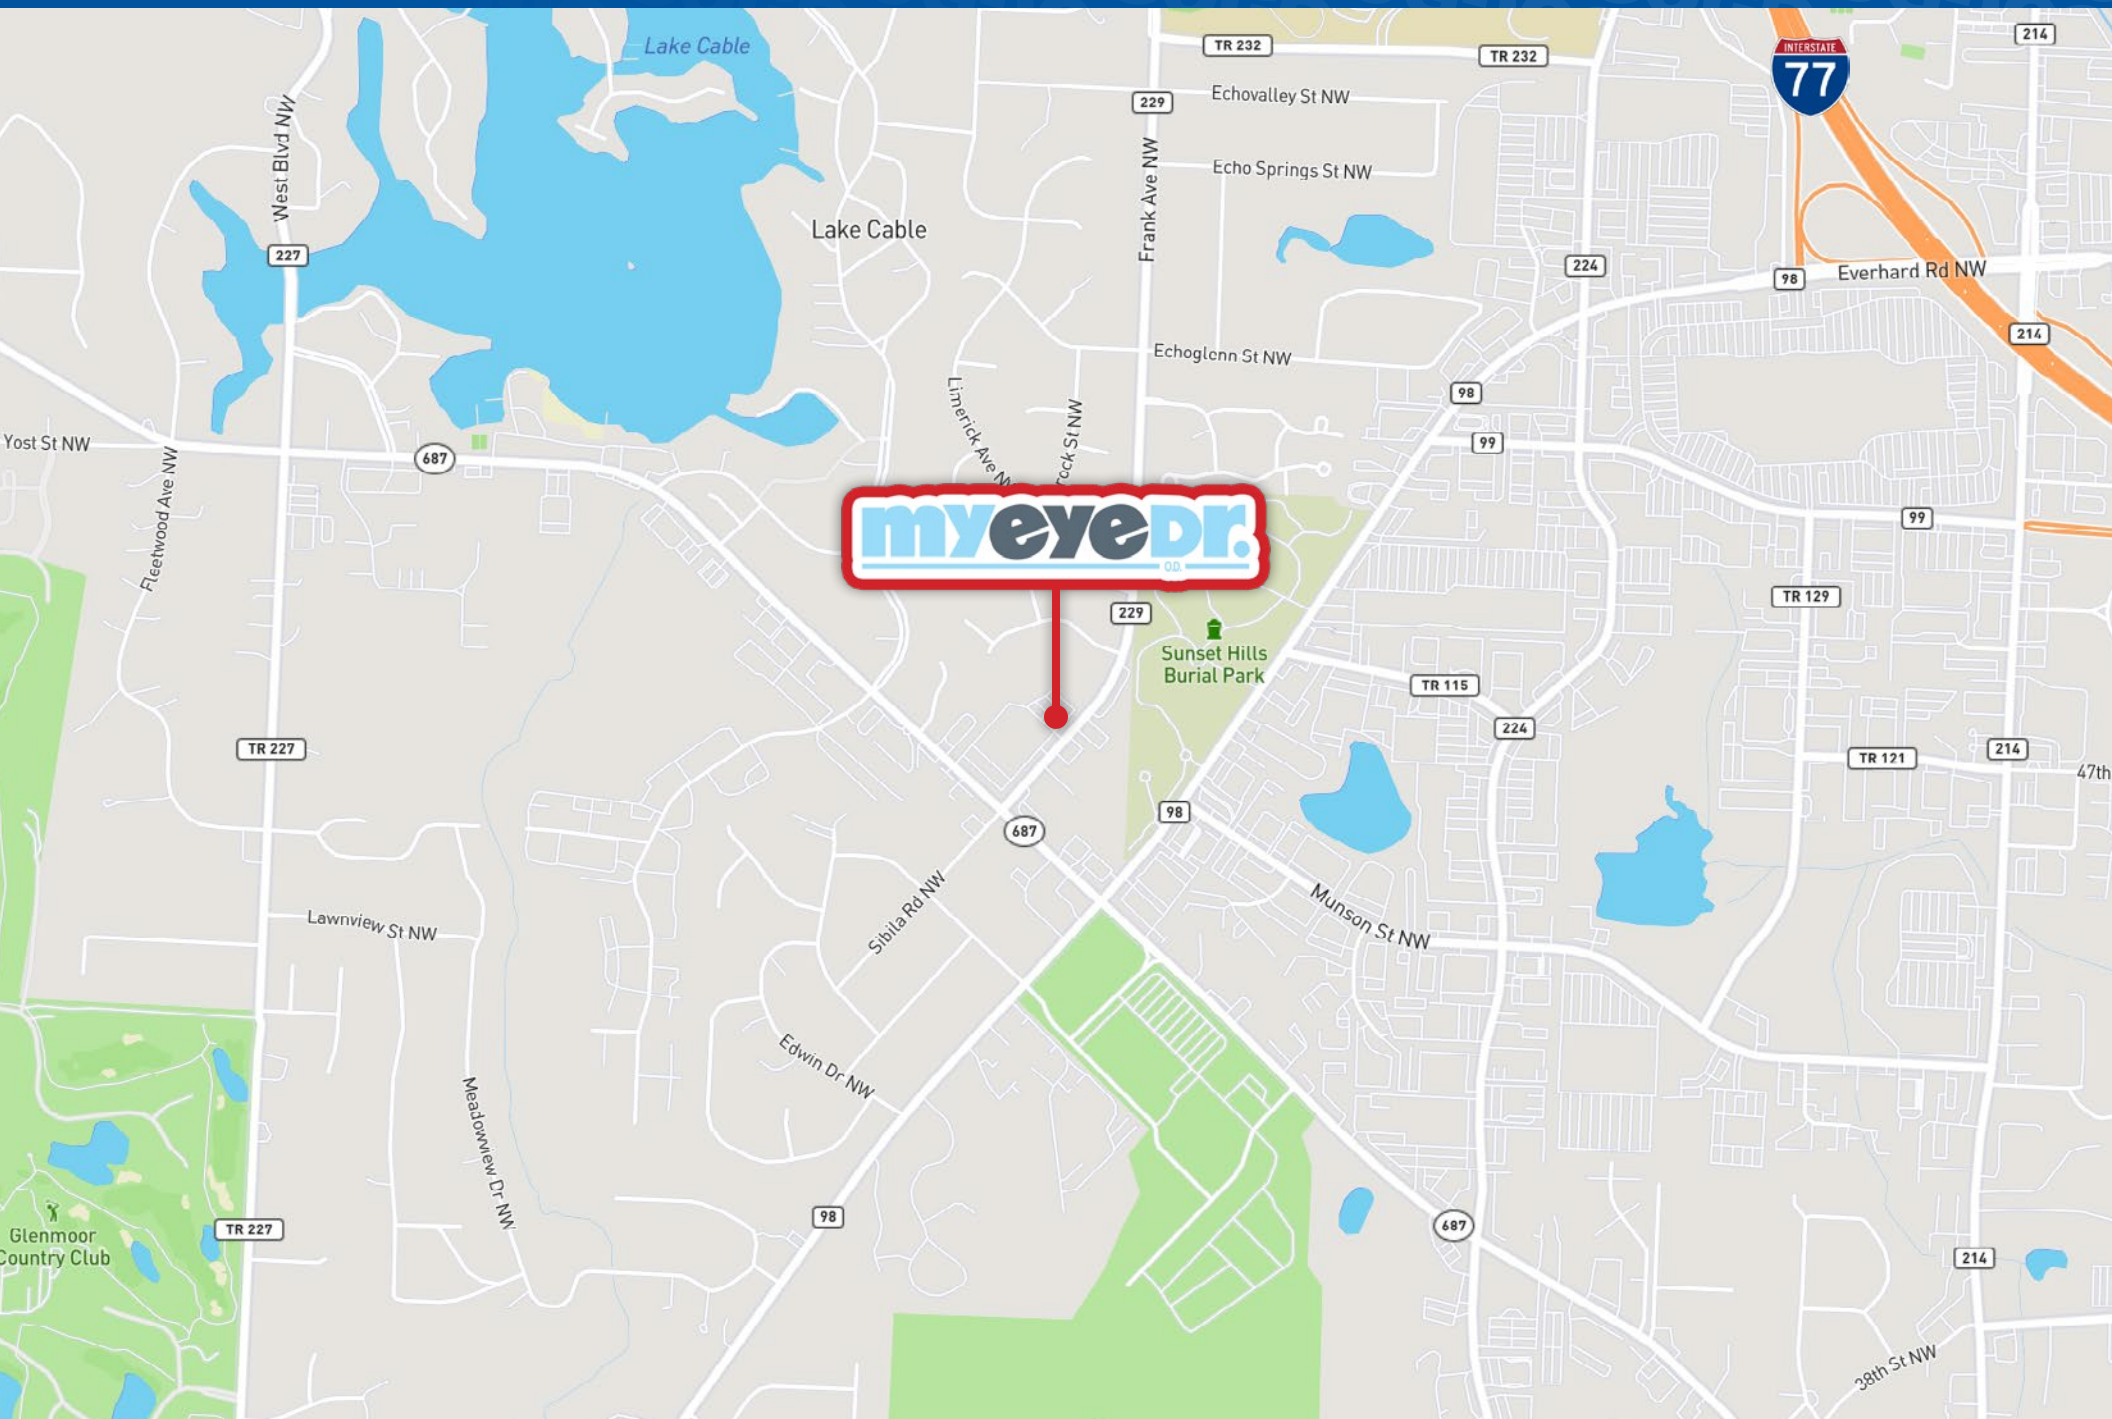 Lake Cable
TR 232
TR 232
INTERSTATE
77
214
229
Echovalley St NW
West Blvd NW
Frank Ave NW
Echo Springs St NW
Lake Cable
227
224
98
Everhard Rd NW
214
Echoglenn St NW
Limerick Ave N
rock St NW
98
99
Yost St NW
687
Fleetwood Ave NW
myeyeDr.
O.D.
99
TR 129
229
Sunset Hills
Burial Park
TR 115
224
TR 227
214
TR 121
47th
98
687
Sibila Rd NW
Munson St NW
Lawnview St NW
Edwin Dr NW
Meadowview Dr NW
98
TR 227
Glenmoor
Country Club
687
214
38th St NW